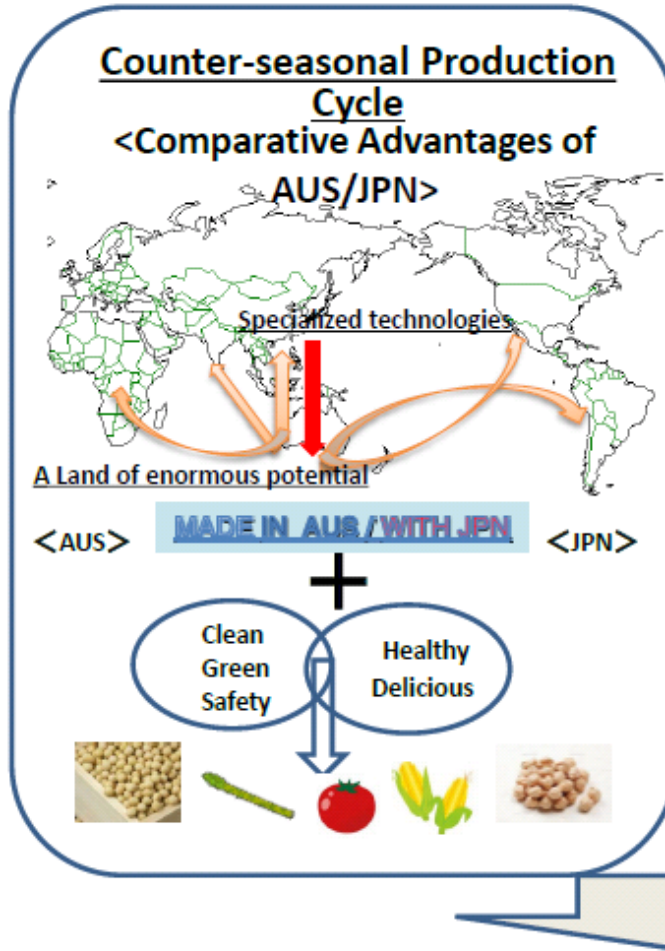 Counter-seasonal Production
Cycle
<Comparative Advantages of
AUS/JPN>
Specialized technologies
A Land of enormous potential
<AUS>
MADE IN AUS / WITH JPN
<JPN>
Clean
Green
Safety
Healthy
Delicious